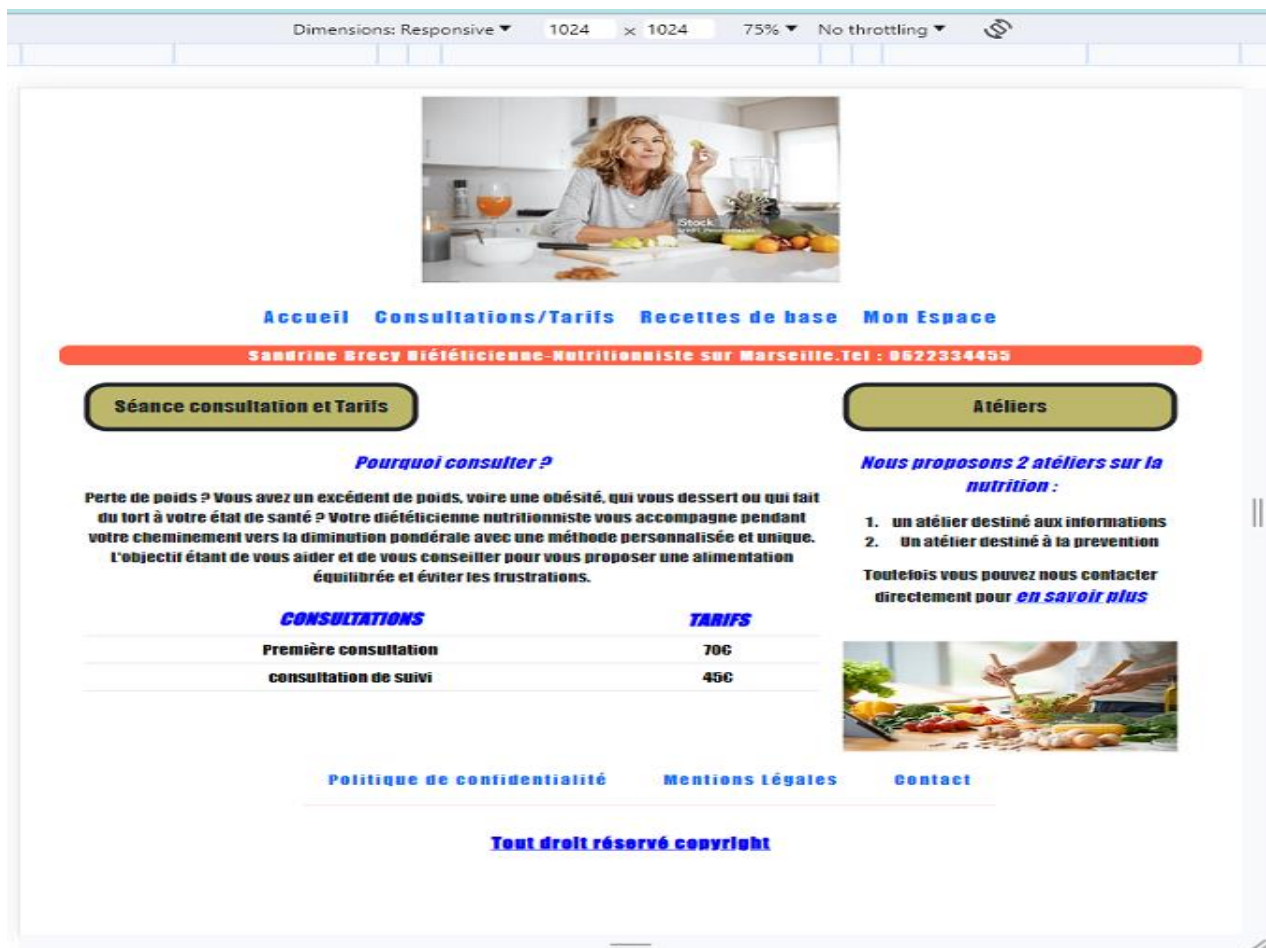 Dimensions: Responsive 1024 x 1024 75% No throttling
iStock
Accueil Consultations/Tarifs Recettes de base Mon Espace
Sandrine Brecy Diététicienne-Nutritionniste sur Marseille.Tel : 0622334455
Séance consultation et Tarifs
Pourquoi consulter ?
Perte de poids ? Vous avez un excédent de poids, voire une obésité, qui vous dessert ou qui fait
du tort à votre état de santé ? Votre diététicienne nutritionniste vous accompagne pendant
votre cheminement vers la diminution pondérale avec une méthode personnalisée et unique.
L'objectif étant de vous aider et de vous conseiller pour vous proposer une alimentation
équilibrée et éviter les frustrations.
CONSULTATIONS TARIFS
Première consultation 70€
consultation de suivi 45€
Atéliers
Nous proposons 2 atéliers sur la
nutrition :
1. un atélier destiné aux informations
2. Un atélier destiné à la prevention
Toutefois vous pouvez nous contacter
directement pour en savoir plus
Politique de confidentialité Mentions Légales Contact
Tout droit réservé copyright